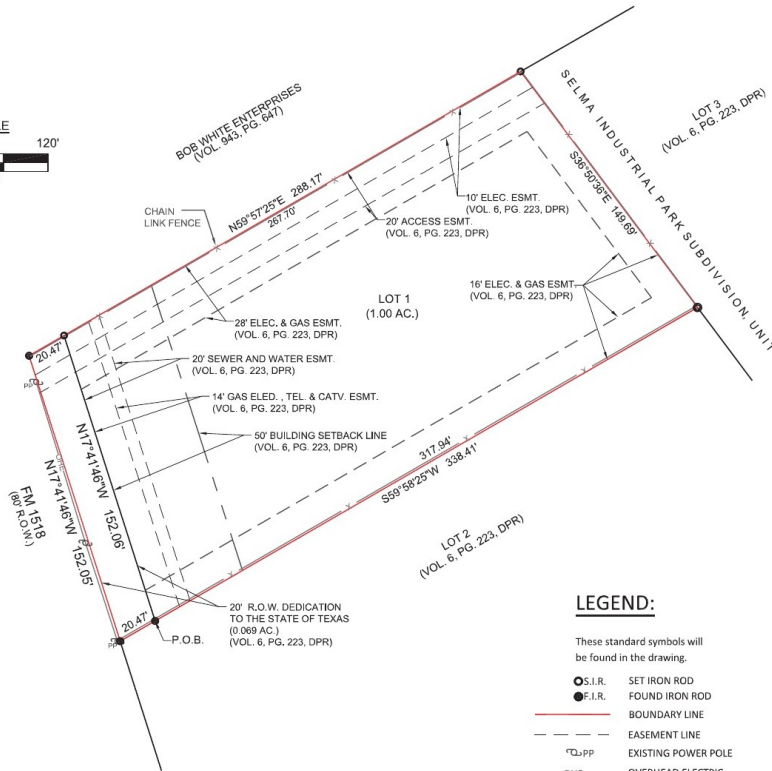 LE
120'
BOB WHITE ENTERPRISES
(VOL. 943, PG. 647)
SELMA INDUSTRIAL PARK SUBDIVISION, UNIT
LOT 3
(VOL. 6, PG. 223, DPR)
N59°57'25"E 288.17'
267.70'
S36°50'36"E 149.69'
CHAIN
LINK FENCE
10' ELEC. ESMT.
(VOL. 6, PG. 223, DPR)
20' ACCESS ESMT.
(VOL. 6, PG. 223, DPR)
16' ELEC. & GAS ESMT.
(VOL. 6, PG. 223, DPR)
LOT 1
(1.00 AC.)
28' ELEC. & GAS ESMT.
(VOL. 6, PG. 223, DPR)
20.47'
20' SEWER AND WATER ESMT.
(VOL. 6, PG. 223, DPR)
PP
14' GAS ELED. , TEL. & CATV. ESMT.
(VOL. 6, PG. 223, DPR)
50' BUILDING SETBACK LINE
(VOL. 6, PG. 223, DPR)
N17°41'46"W 152.06'
OHE
N17°41'46"W 152.05'
FM 1518
(80' R.O.W.)
317.94'
S59°58'25"W 338.41'
LOT 2
(VOL. 6, PG. 223, DPR)
20' R.O.W. DEDICATION
TO THE STATE OF TEXAS
(0.069 AC.)
(VOL. 6, PG. 223, DPR)
20.47'
P.O.B.
PP
LEGEND:
These standard symbols will
be found in the drawing.
S.I.R. SET IRON ROD
F.I.R. FOUND IRON ROD
BOUNDARY LINE
EASEMENT LINE
PP EXISTING POWER POLE
OVERHEAD ELECTRIC